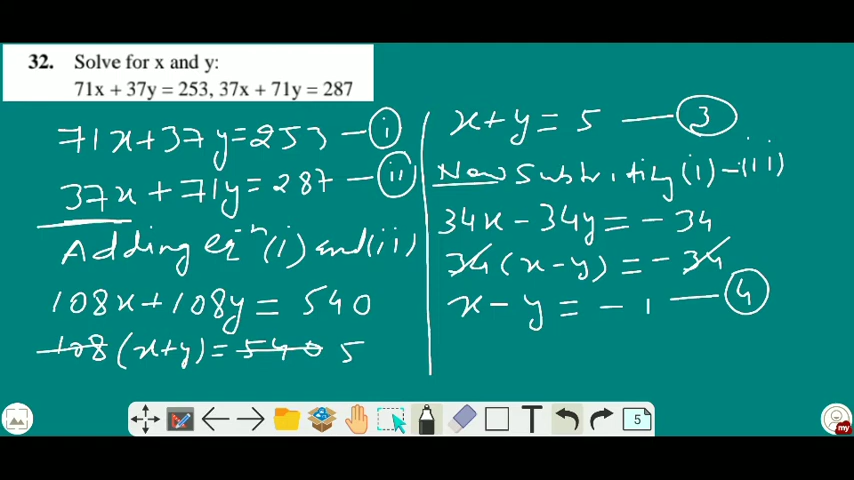 32. Solve for x and y:
71x + 37y = 253, 37x + 71y = 287
71x+37y=253 — (i)
37x + 71y=287 — (ii)
Adding eqⁿ (i) and (ii)
108x+108y = 540
108 (x+y) = 540 5
x+y = 5 — (3)
Now Substriting (i)-(ii)
34x - 34y = - 34
34 (x-y) = - 34
x - y = - 1 — (4)
5
my